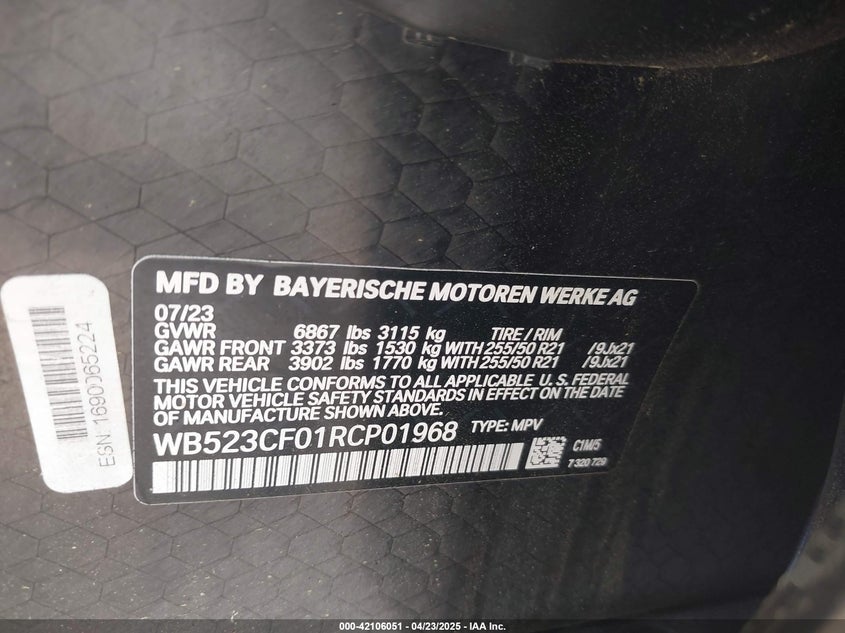 MFD BY BAYERISCHE MOTOREN WERKE AG
07/23
GVWR 6867 lbs 3115 kg TIRE / RIM
GAWR FRONT 3373 lbs 1530 kg WITH 255/50 R21 /9Jx21
GAWR REAR 3902 lbs 1770 kg WITH 255/50 R21 /9Jx21
THIS VEHICLE CONFORMS TO ALL APPLICABLE U. S. FEDERAL
MOTOR VEHICLE SAFETY STANDARDS IN EFFECT ON THE DATE
OF MANUFACTURE SHOWN ABOVE.
WB523CF01RCP01968 TYPE: MPV
C1M/5
7 320 729
ESN: 1690065224
000-42106051 - 04/23/2025 - IAA Inc.